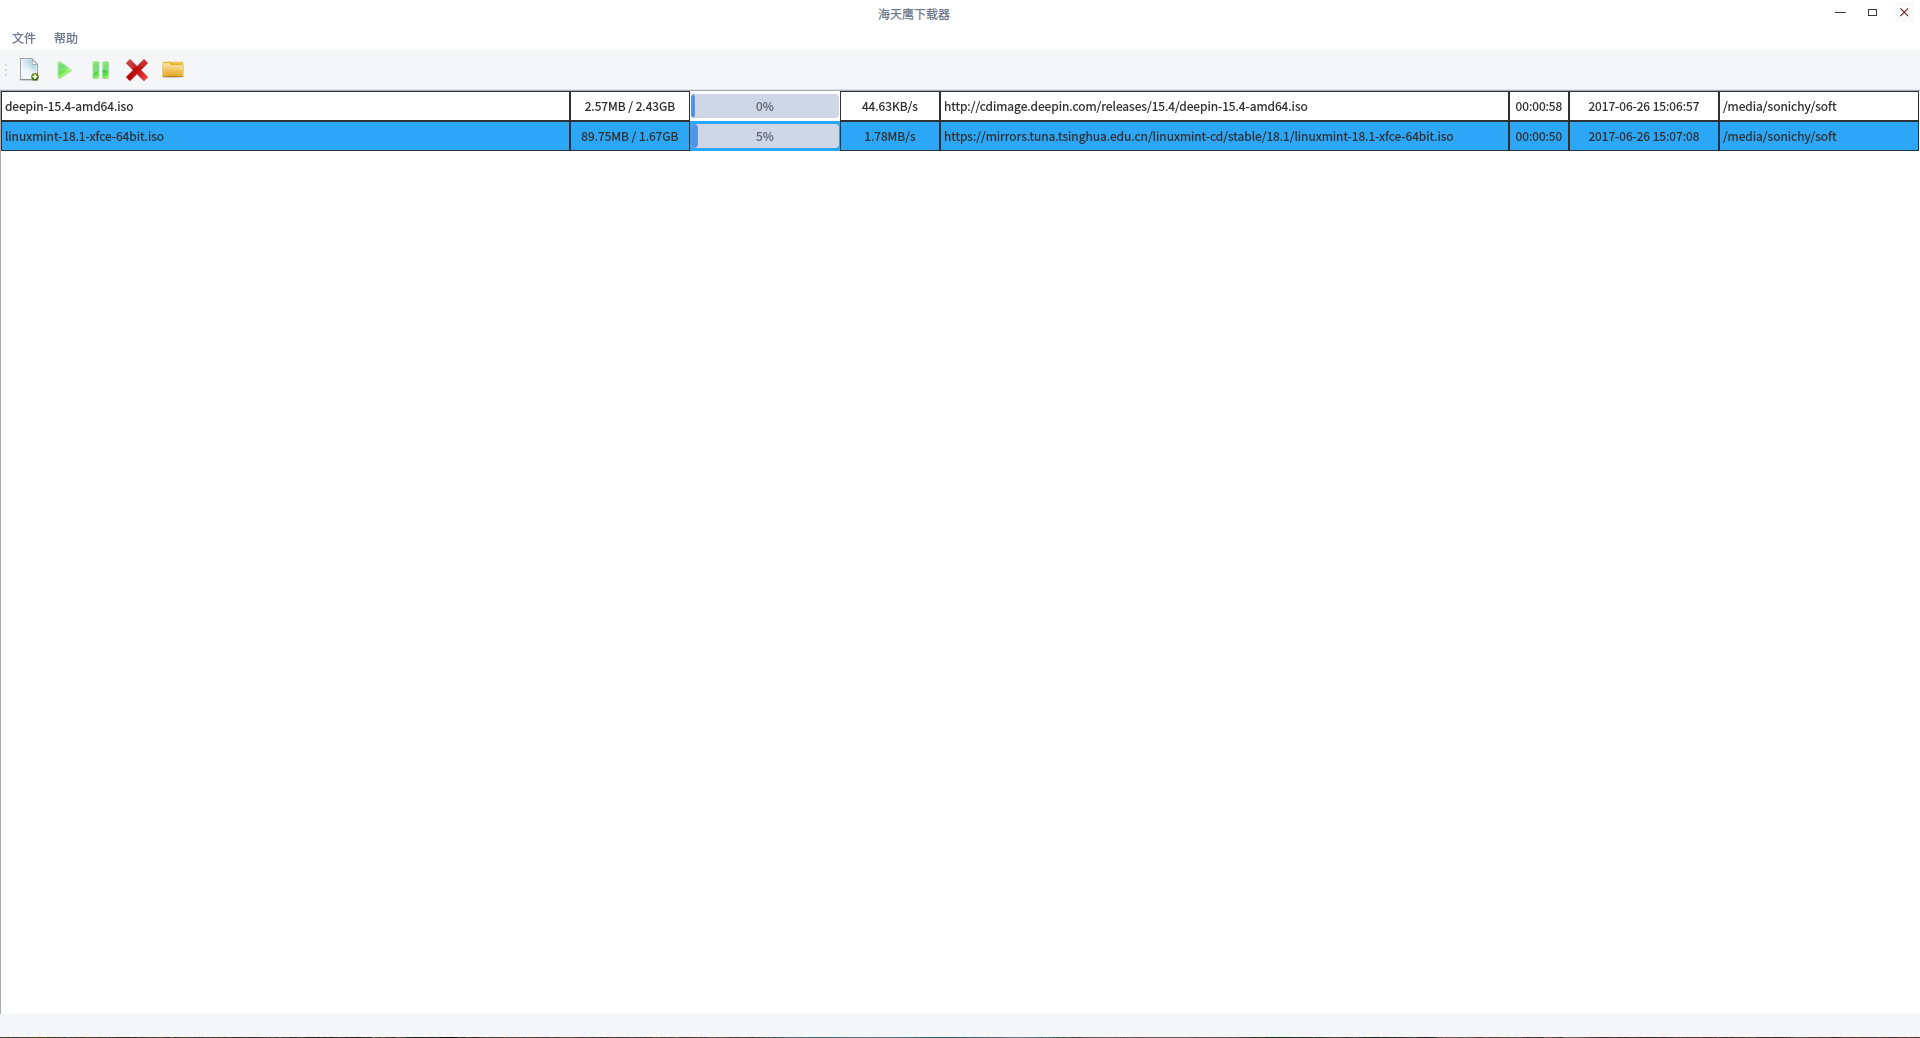 海天鹰下载器
文件 帮助
deepin-15.4-amd64.iso 2.57MB / 2.43GB 0% 44.63KB/s http://cdimage.deepin.com/releases/15.4/deepin-15.4-amd64.iso 00:00:58 2017-06-26 15:06:57 /media/sonichy/soft
linuxmint-18.1-xfce-64bit.iso 89.75MB / 1.67GB 5% 1.78MB/s https://mirrors.tuna.tsinghua.edu.cn/linuxmint-cd/stable/18.1/linuxmint-18.1-xfce-64bit.iso 00:00:50 2017-06-26 15:07:08 /media/sonichy/soft